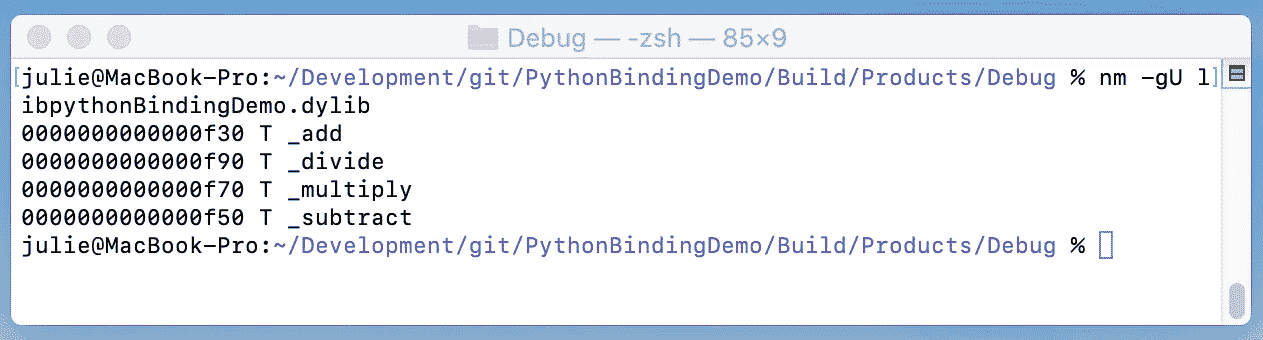 Debug — -zsh — 85×9
[julie@MacBook-Pro:~/Development/git/PythonBindingDemo/Build/Products/Debug % nm -gU l]
ibpythonBindingDemo.dylib
0000000000000f30 T _add
0000000000000f90 T _divide
0000000000000f70 T _multiply
0000000000000f50 T _subtract
julie@MacBook-Pro:~/Development/git/PythonBindingDemo/Build/Products/Debug %